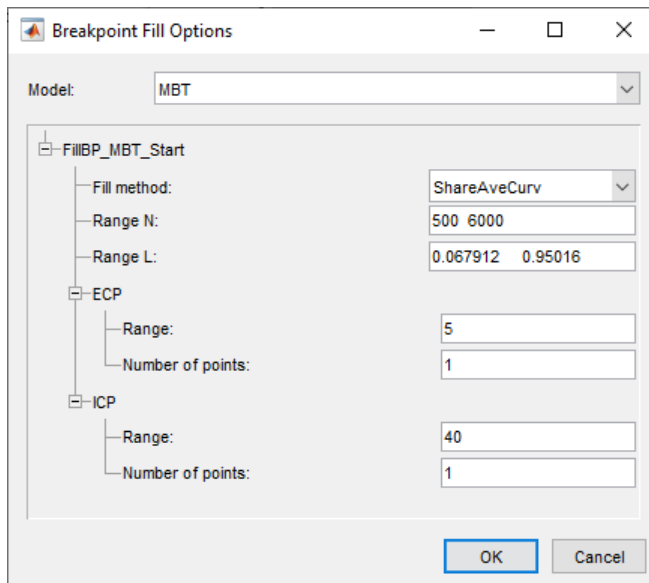 Breakpoint Fill Options
Model: MBT
FillBP_MBT_Start
Fill method: ShareAveCurv
Range N: 500 6000
Range L: 0.067912 0.95016
ECP
Range: 5
Number of points: 1
ICP
Range: 40
Number of points: 1
OK Cancel